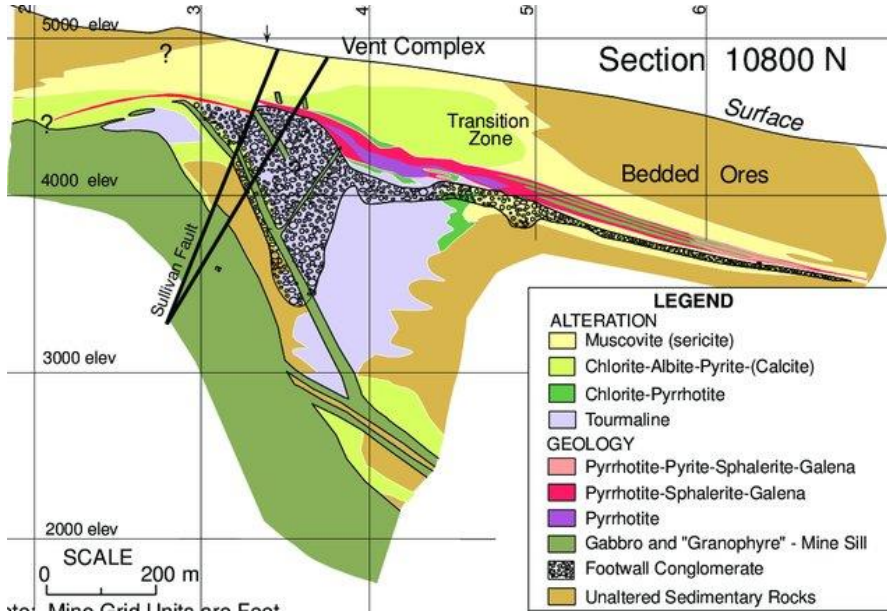 2
3
4
5
6
5000 elev
Vent Complex
Section 10800 N
?
Surface
Transition
Zone
?
4000 elev
Bedded Ores
Sullivan Fault
3000 elev
2000 elev
SCALE
0 200 m
LEGEND
ALTERATION
Muscovite (sericite)
Chlorite-Albite-Pyrite-(Calcite)
Chlorite-Pyrrhotite
Tourmaline
GEOLOGY
Pyrrhotite-Pyrite-Sphalerite-Galena
Pyrrhotite-Sphalerite-Galena
Pyrrhotite
Gabbro and "Granophyre" - Mine Sill
Footwall Conglomerate
Unaltered Sedimentary Rocks
Mine Grid Units are Feet